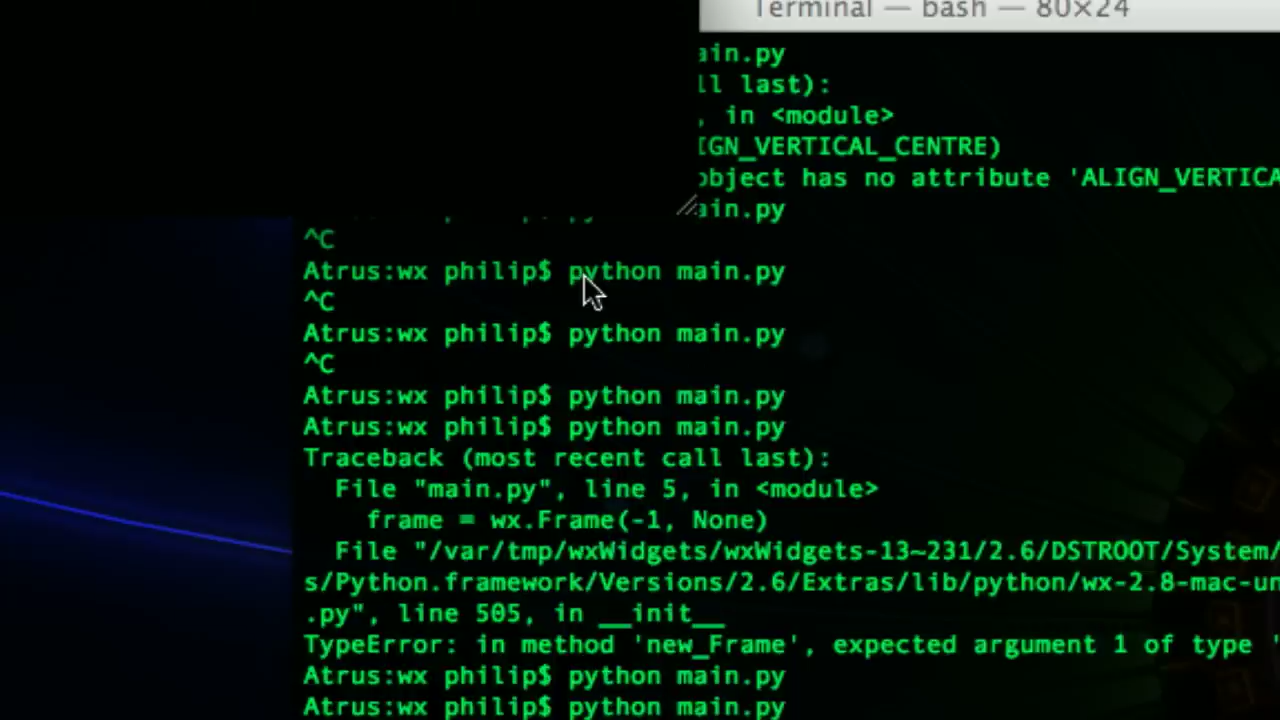 Terminal — bash — 80×24
ain.py
ll last):
, in <module>
IGN_VERTICAL_CENTRE)
object has no attribute 'ALIGN_VERTICA
ain.py
^C
Atrus:wx philip$ python main.py
^C
Atrus:wx philip$ python main.py
^C
Atrus:wx philip$ python main.py
Atrus:wx philip$ python main.py
Traceback (most recent call last):
File "main.py", line 5, in <module>
frame = wx.Frame(-1, None)
File "/var/tmp/wxWidgets/wxWidgets-13~231/2.6/DSTROOT/System/
s/Python.framework/Versions/2.6/Extras/lib/python/wx-2.8-mac-un
.py", line 505, in __init__
TypeError: in method 'new_Frame', expected argument 1 of type '
Atrus:wx philip$ python main.py
Atrus:wx philip$ python main.py